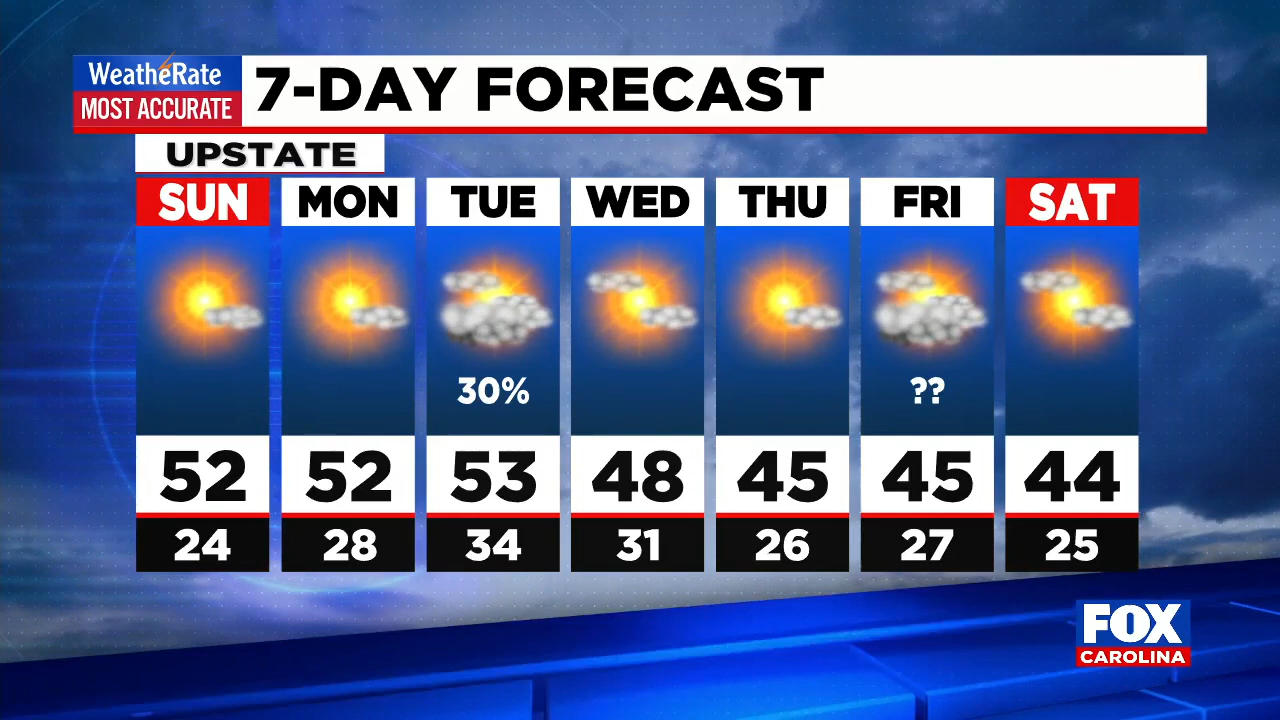 WeatheRate
MOST ACCURATE
7-DAY FORECAST
UPSTATE
SUN MON TUE WED THU FRI SAT
30% ??
52 52 53 48 45 45 44
24 28 34 31 26 27 25
FOX
CAROLINA